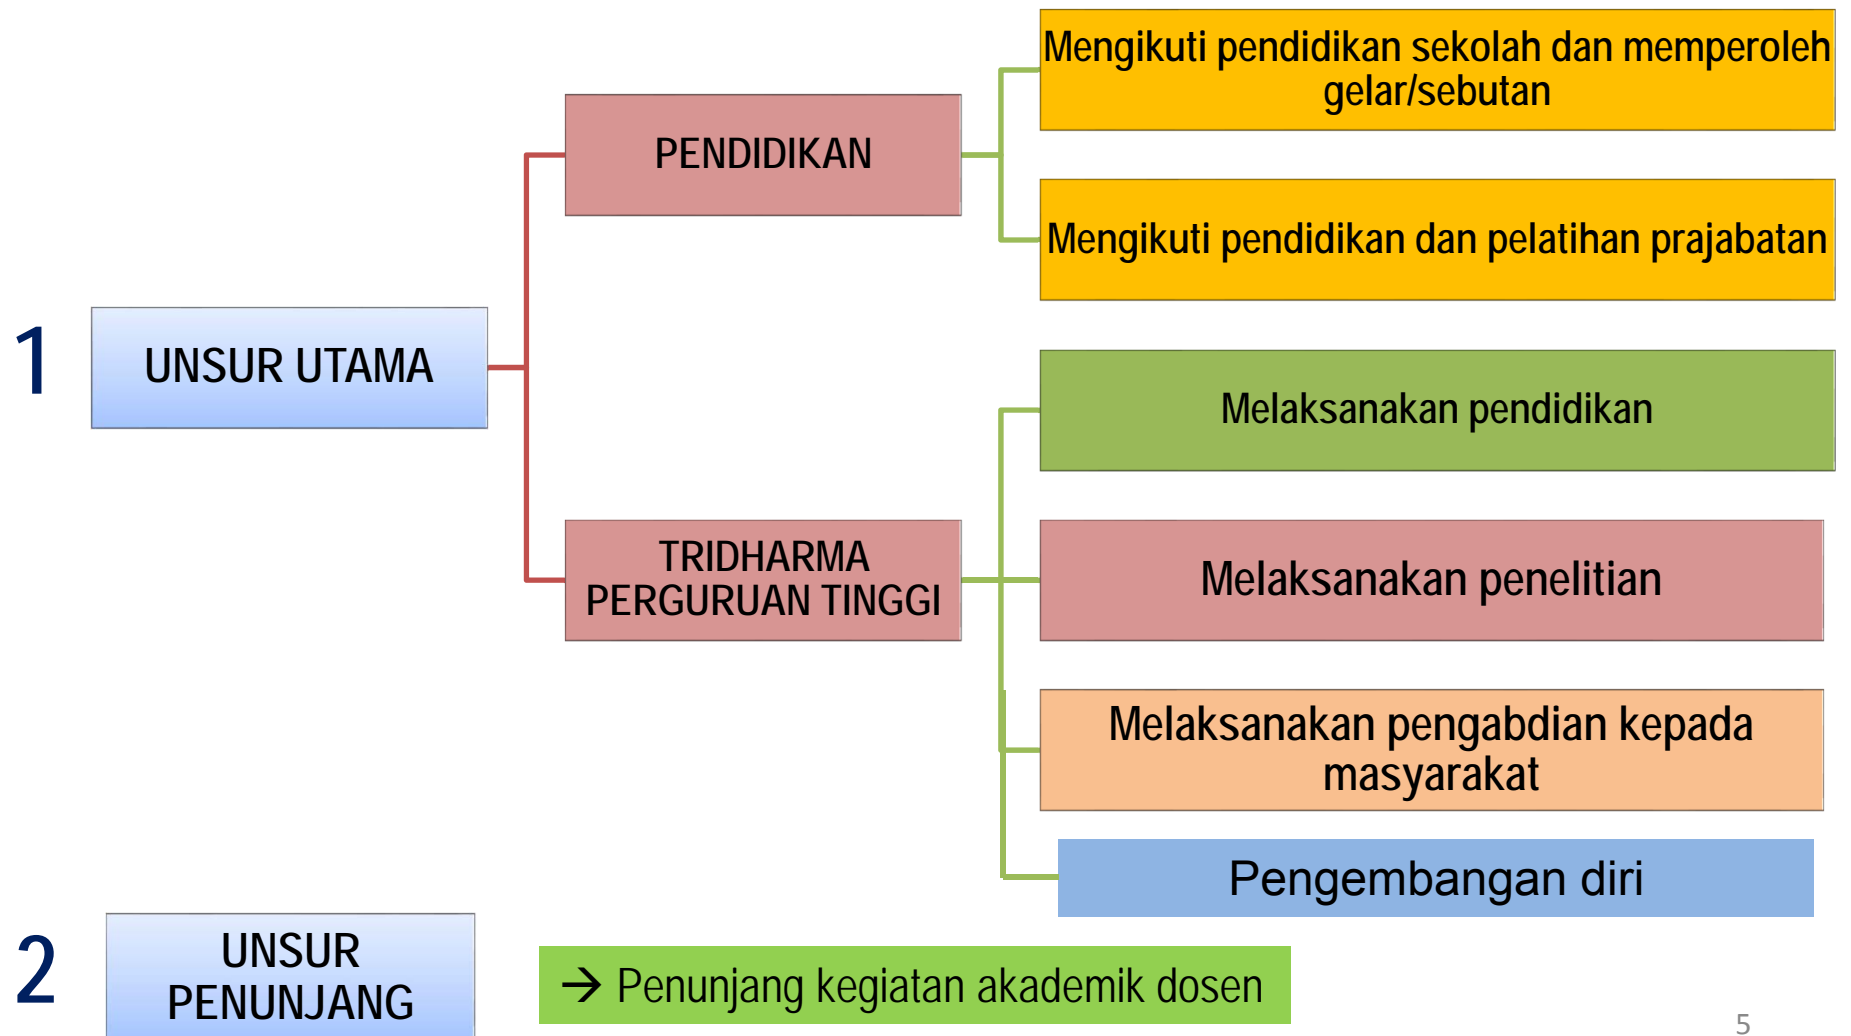 Mengikuti pendidikan sekolah dan memperoleh
gelar/sebutan
PENDIDIKAN
Mengikuti pendidikan dan pelatihan prajabatan
1
UNSUR UTAMA
Melaksanakan pendidikan
TRIDHARMA
PERGURUAN TINGGI
Melaksanakan penelitian
Melaksanakan pengabdian kepada
masyarakat
Pengembangan diri
2
UNSUR
PENUNJANG
→ Penunjang kegiatan akademik dosen
5